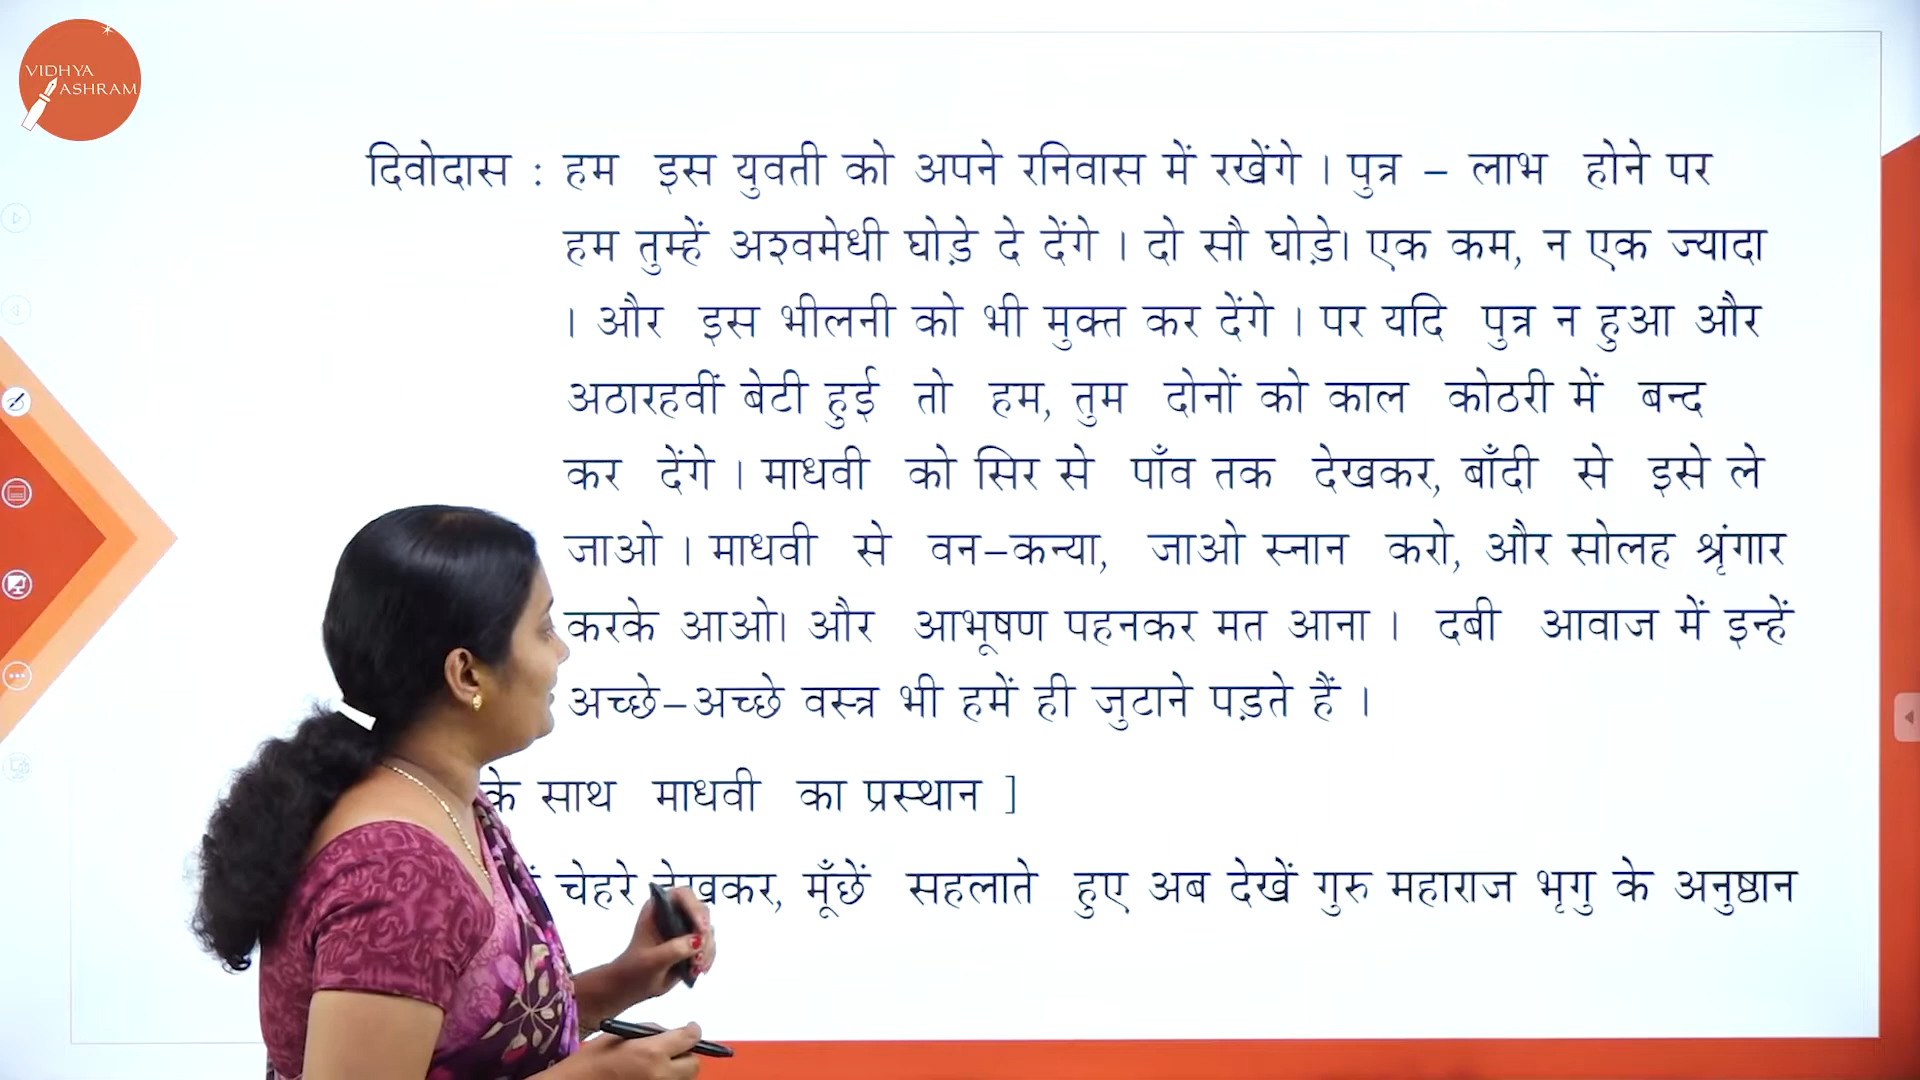 VIDHYA
ASHRAM
दिवोदास : हम इस युवती को अपने रनिवास में रखेंगे । पुत्र – लाभ होने पर
हम तुम्हें अश्वमेधी घोड़े दे देंगे । दो सौ घोड़े। एक कम, न एक ज्यादा
। और इस भीलनी को भी मुक्त कर देंगे । पर यदि पुत्र न हुआ और
अठारहवीं बेटी हुई तो हम, तुम दोनों को काल कोठरी में बन्द
कर देंगे । माधवी को सिर से पाँव तक देखकर, बाँदी से इसे ले
जाओ । माधवी से वन–कन्या, जाओ स्नान करो, और सोलह श्रृंगार
करके आओ। और आभूषण पहनकर मत आना । दबी आवाज में इन्हें
अच्छे–अच्छे वस्त्र भी हमें ही जुटाने पड़ते हैं ।
के साथ माधवी का प्रस्थान ]
चेहरे देखकर, मूँछें सहलाते हुए अब देखें गुरु महाराज भृगु के अनुष्ठान